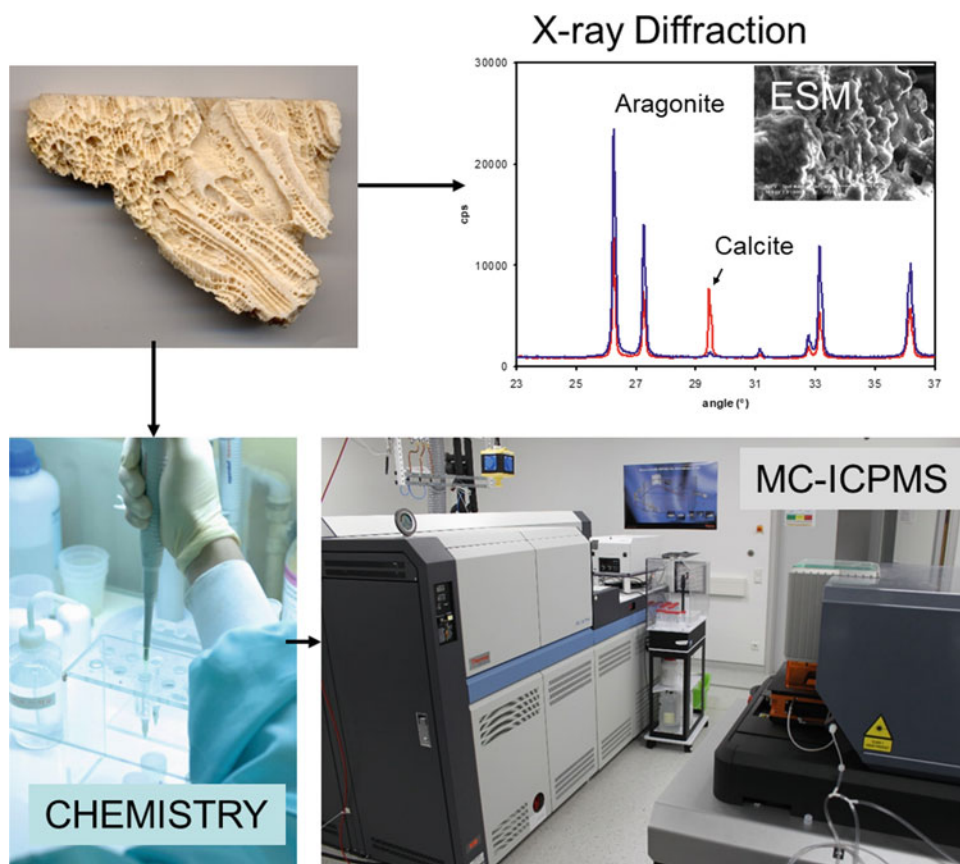 X-ray Diffraction
30000
20000
10000
0
cps
Aragonite
ESM
Calcite
23
25
26
27
29
31
33
35
37
angle (°)
CHEMISTRY
MC-ICPMS